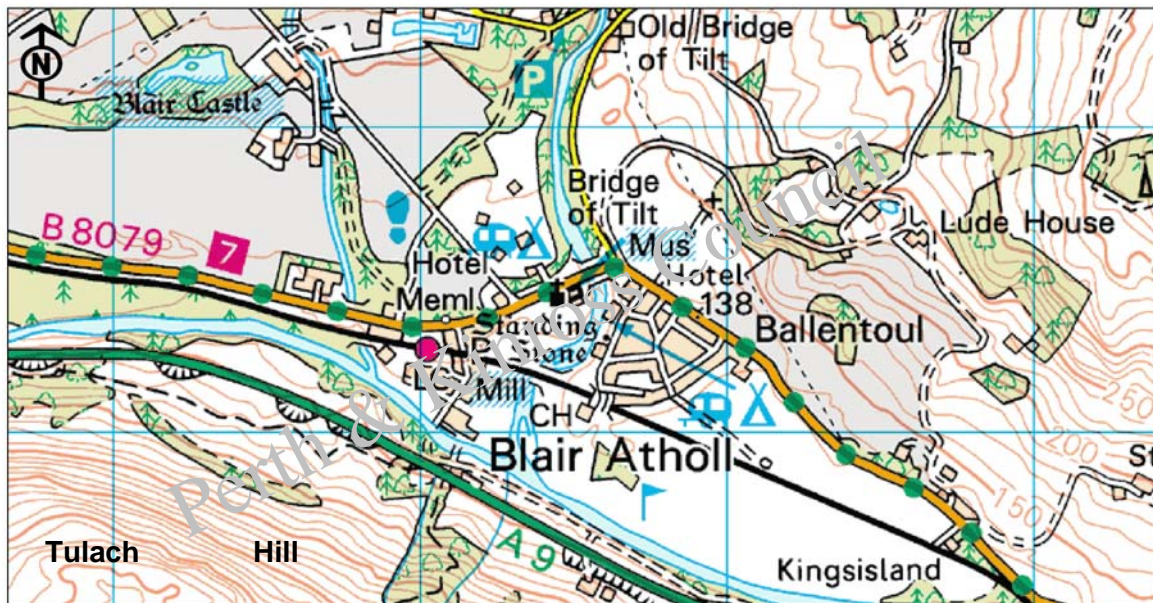 Old Bridge
of Tilt
N
P
Blair Castle
Bridge
of Tilt
B 8079
7
Mus
Lude House
Hotel
Hotel
138
Meml
Standing
Stone
Ballentoul
LC
Mill
CH
250
Blair Atholl
200
St
150
Tulach Hill
A 9
Kingsisland
Perth & Kinross Council